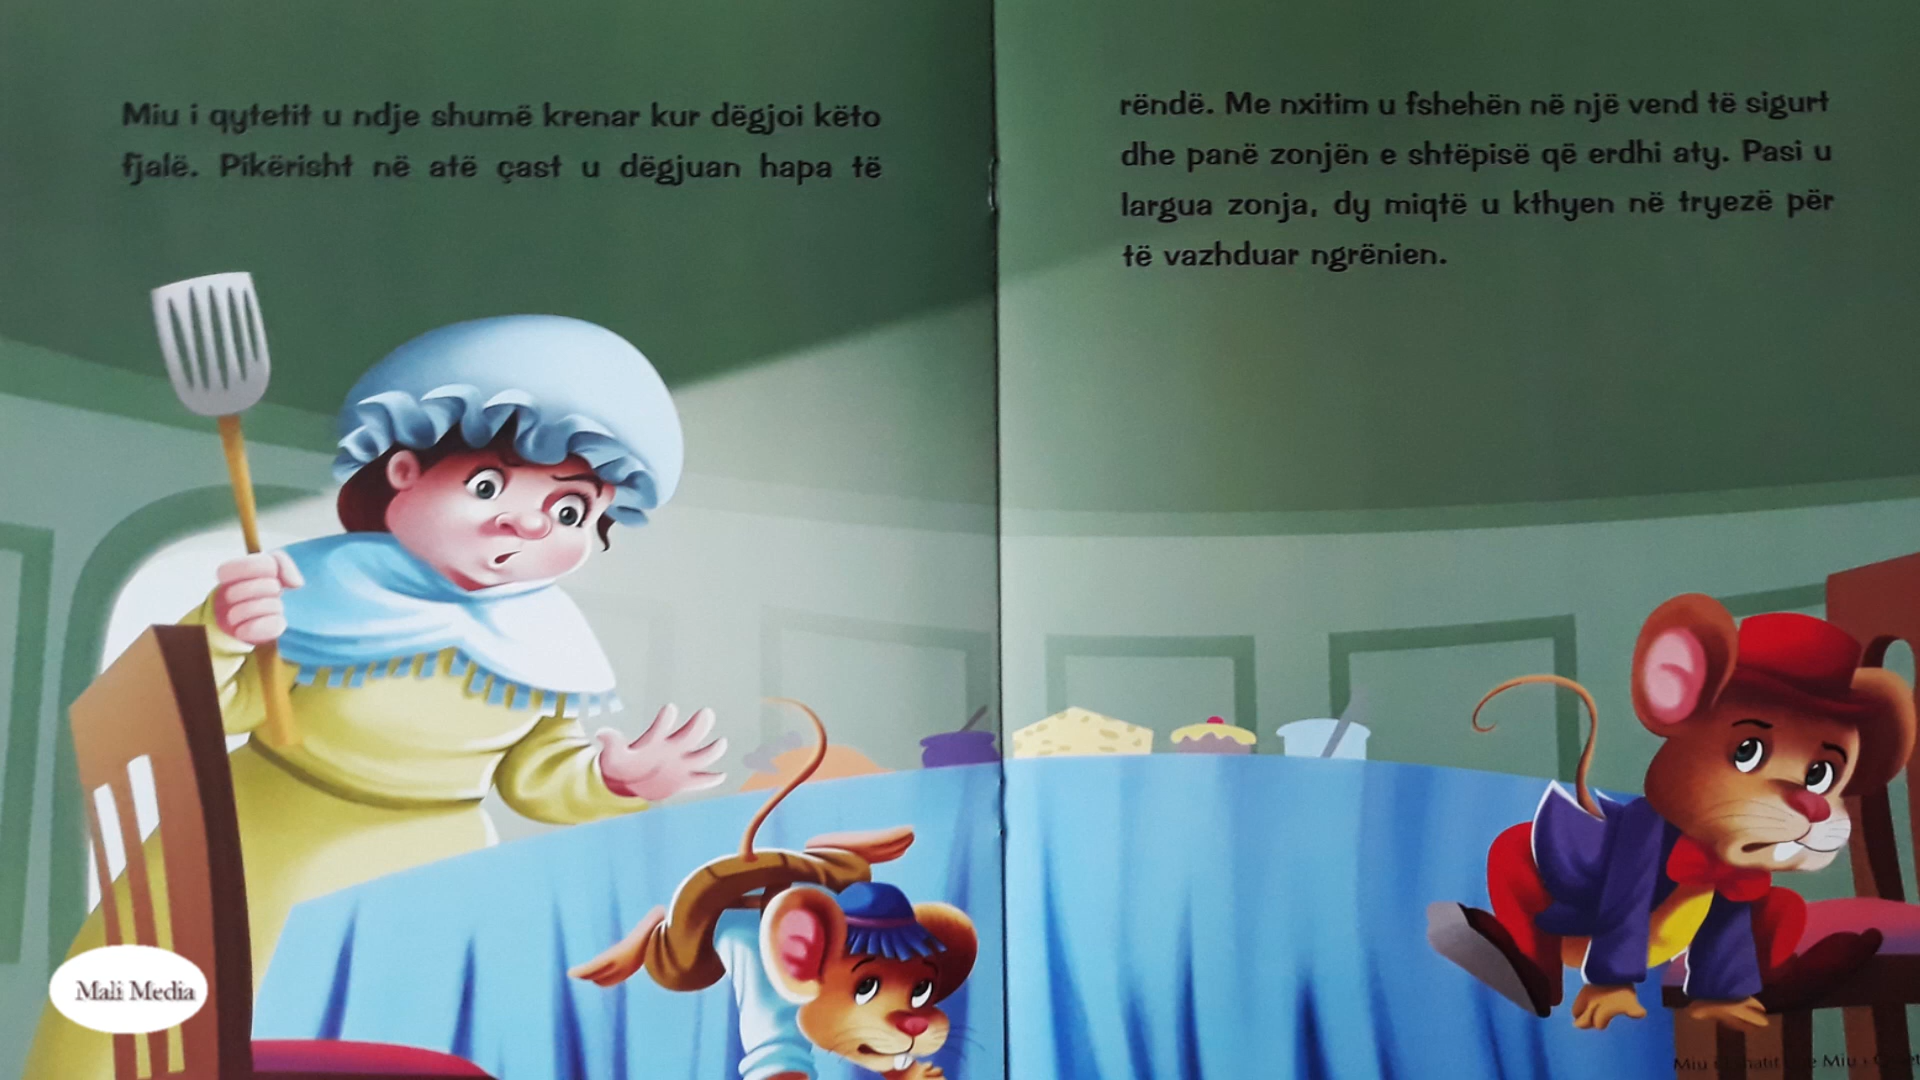 Miu i qytetit u ndje shumë krenar kur dëgjoi këto
fjalë. Pikërisht në atë çast u dëgjuan hapa të
rëndë. Me nxitim u fshehën në një vend të sigurt
dhe panë zonjën e shtëpisë që erdhi aty. Pasi u
largua zonja, dy miqtë u kthyen në tryezë për
të vazhduar ngrënien.
Mali Media
Miu Miu